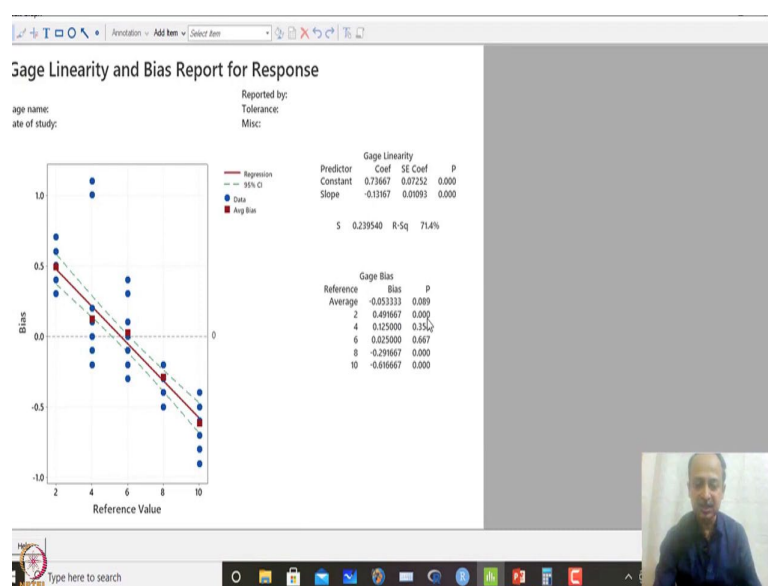 Annotation Add Item Select Item
Gage Linearity and Bias Report for Response
Reported by:
age name: Tolerance:
ate of study: Misc:
Gage Linearity
Predictor Coef SE Coef P
Constant 0.73667 0.07252 0.000
Slope -0.13167 0.01093 0.000
S 0.239540 R-Sq 71.4%
Gage Bias
Reference Bias P
Average -0.053333 0.089
2 0.491667 0.000
4 0.125000 0.35
6 0.025000 0.667
8 -0.291667 0.000
10 -0.616667 0.000
Regression
95% CI
Data
Avg Bias
Bias
1.0
0.5
0.0
-0.5
-1.0
0
2 4 6 8 10
Reference Value
Type here to search